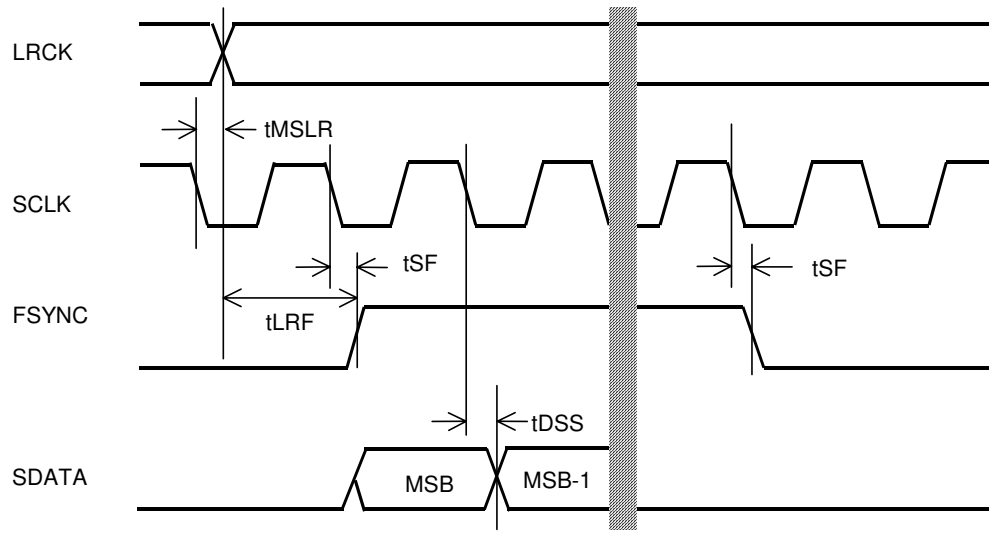 LRCK
tMSLR
SCLK
tSF
tSF
FSYNC
tLRF
tDSS
SDATA
MSB
MSB-1